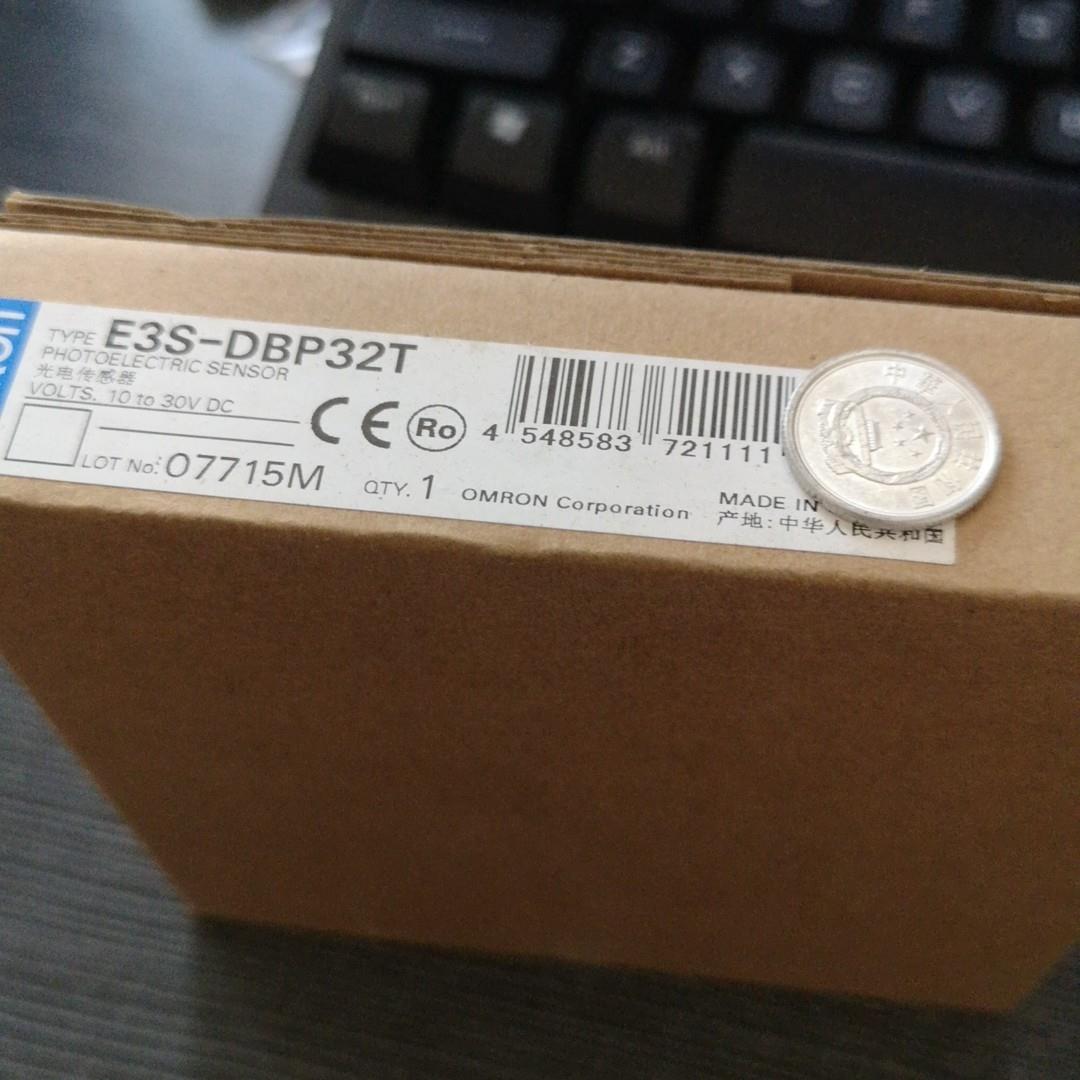 TYPE E3S-DBP32T
PHOTOELECTRIC SENSOR
光电传感器
VOLTS. 10 to 30V DC
CE Ro
4 548583 721111
LOT No: 07715M QTY. 1 OMRON Corporation
MADE IN
产地:中华人民共和国
Z X C V